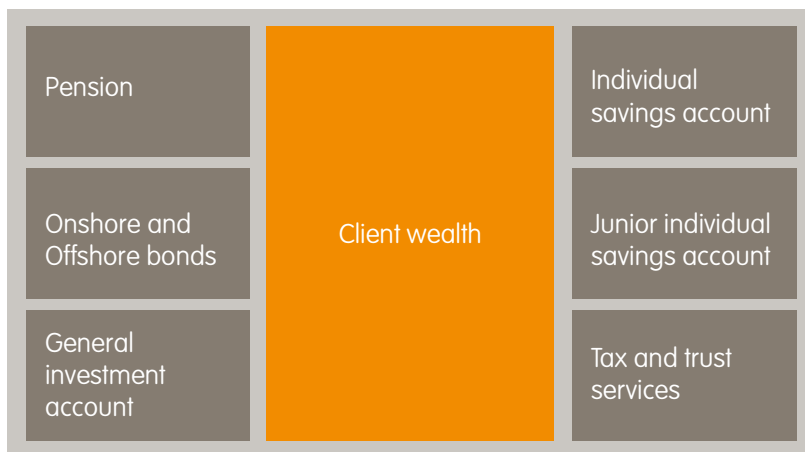 Pension
Onshore and
Offshore bonds
General
investment
account
Client wealth
Individual
savings account
Junior individual
savings account
Tax and trust
services